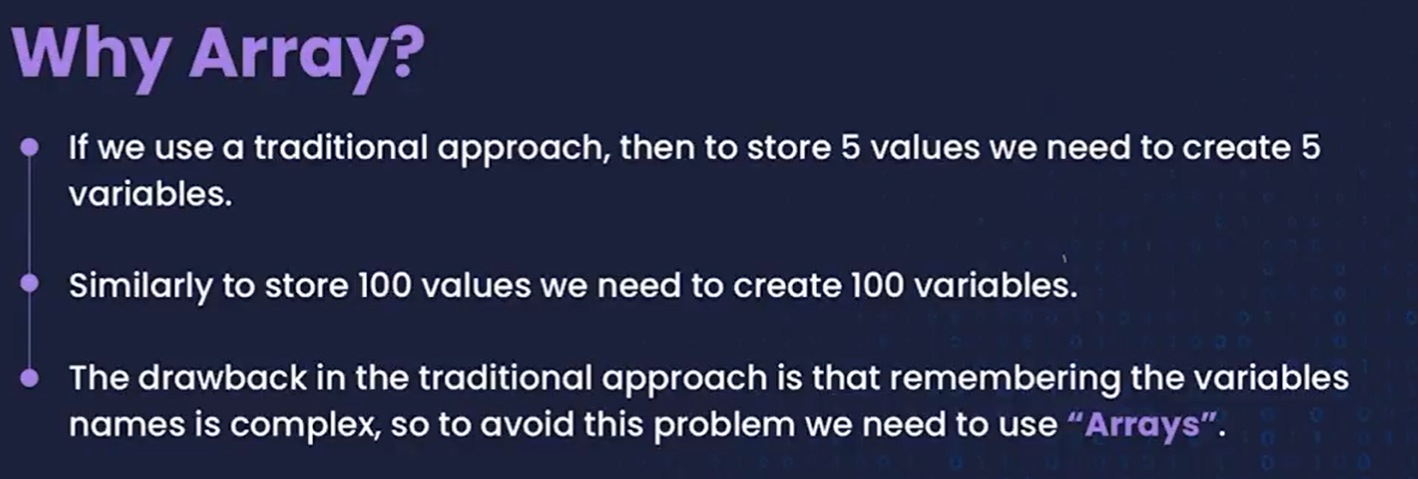 Why Array?
If we use a traditional approach, then to store 5 values we need to create 5
variables.
Similarly to store 100 values we need to create 100 variables.
The drawback in the traditional approach is that remembering the variables
names is complex, so to avoid this problem we need to use “Arrays”.